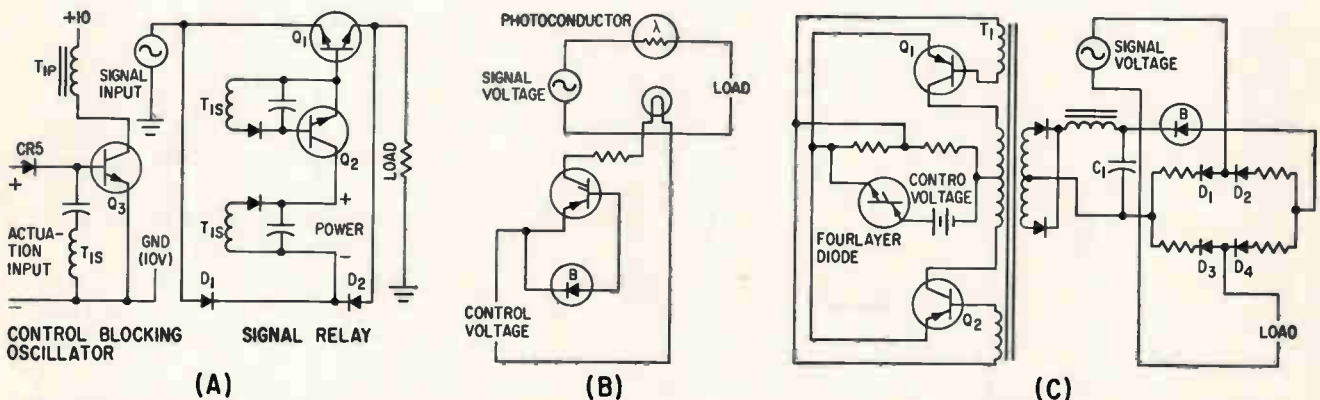 +10
T1P
SIGNAL
INPUT
CR5
+
Q3
ACTUA-
TION
INPUT
T1S
GND
(10V)
−
CONTROL BLOCKING
OSCILLATOR
Q1
T1S
Q2
LOAD
T1S
+
POWER
−
D1
D2
SIGNAL RELAY
(A)
PHOTOCONDUCTOR
λ
SIGNAL
VOLTAGE
LOAD
B
CONTROL
VOLTAGE
(B)
Q1
T1
CONTRO
VOLTAGE
FOURLAYER
DIODE
Q2
SIGNAL
VOLTAGE
B
C1
D1
D2
D3
D4
LOAD
(C)